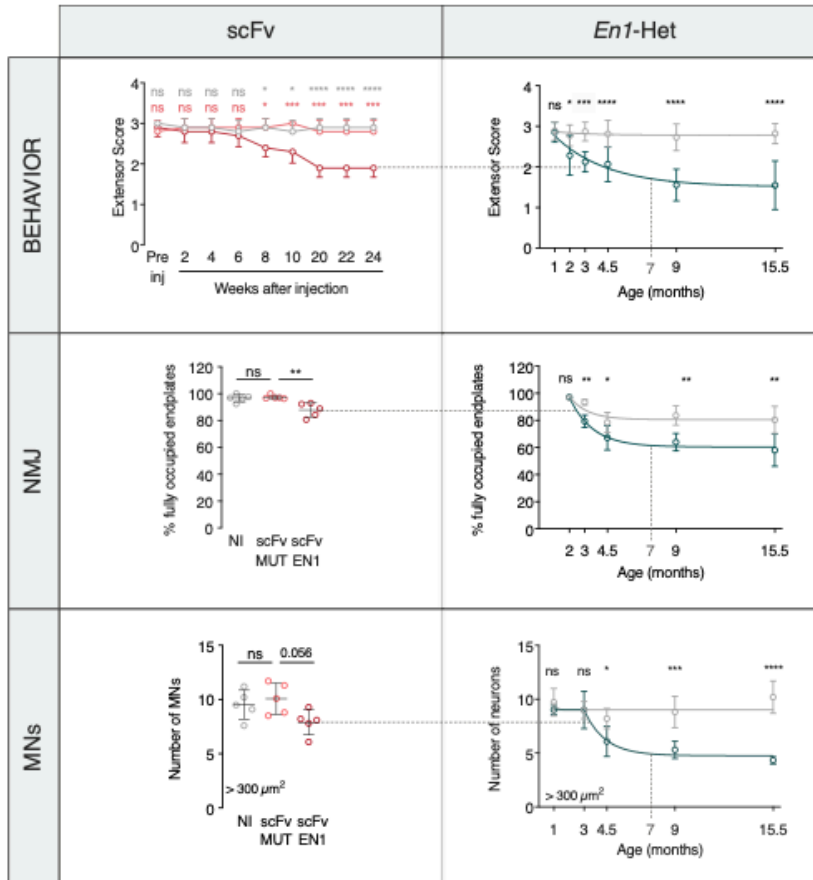 scFv
En1-Het
BEHAVIOR
Extensor Score
4
3
2
1
0
ns ns ns ns * * **** **** ****
ns ns ns ns * *** *** *** ***
Pre inj 2 4 6 8 10 20 22 24
Weeks after injection
Extensor Score
4
3
2
1
0
ns * *** **** **** ****
1 2 3 4.5 7 9 15.5
Age (months)
NMJ
% fully occupied endplates
120
100
80
60
40
20
0
ns **
NI scFv scFv
MUT EN1
% fully occupied endplates
120
100
80
60
40
20
0
ns ** * ** **
2 3 4.5 7 9 15.5
Age (months)
MNs
Number of MNs
15
10
5
0
ns 0.056
> 300 µm²
NI scFv scFv
MUT EN1
Number of neurons
15
10
5
0
ns ns * *** ****
> 300 µm²
1 3 4.5 7 9 15.5
Age (months)